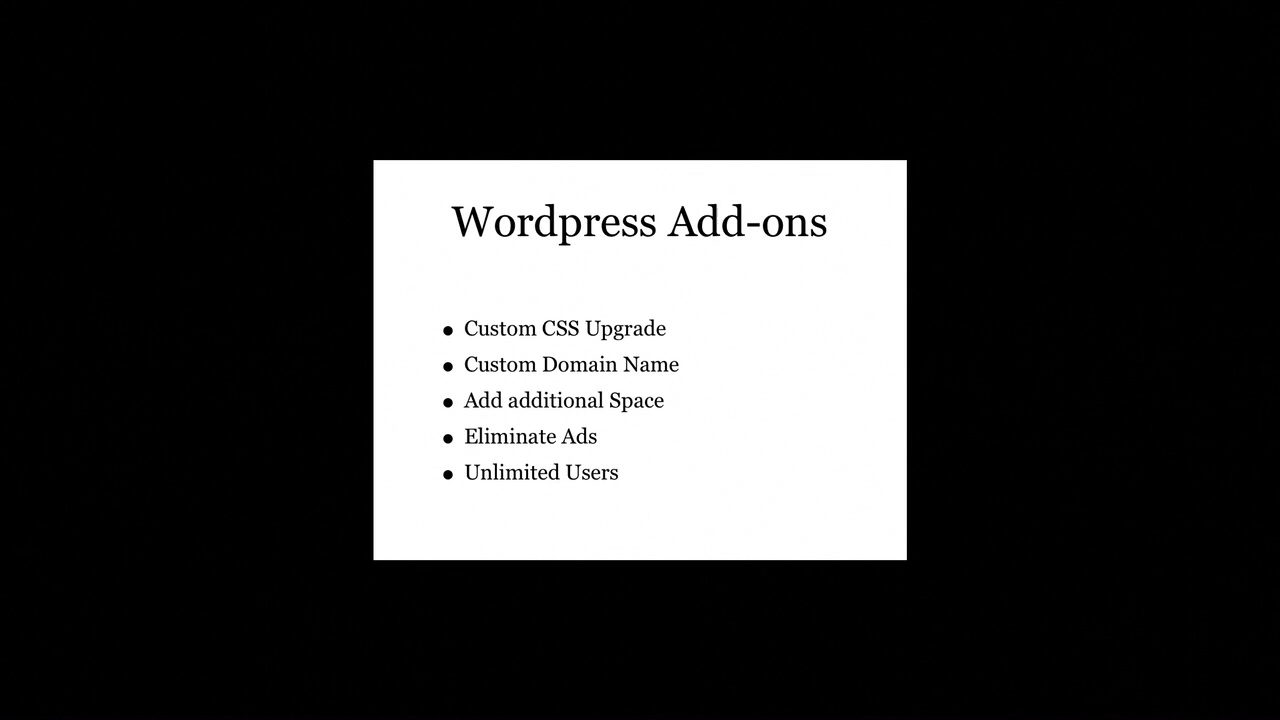 Wordpress Add-ons
• Custom CSS Upgrade
• Custom Domain Name
• Add additional Space
• Eliminate Ads
• Unlimited Users